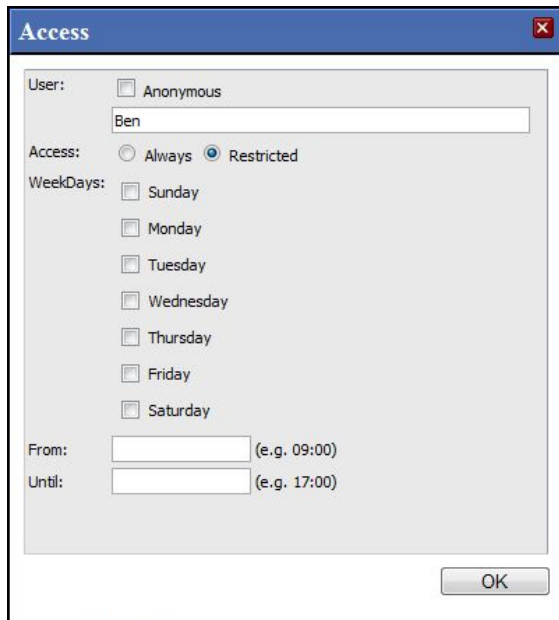 Access
User: Anonymous
Ben
Access: Always Restricted
WeekDays: Sunday
Monday
Tuesday
Wednesday
Thursday
Friday
Saturday
From: (e.g. 09:00)
Until: (e.g. 17:00)
OK